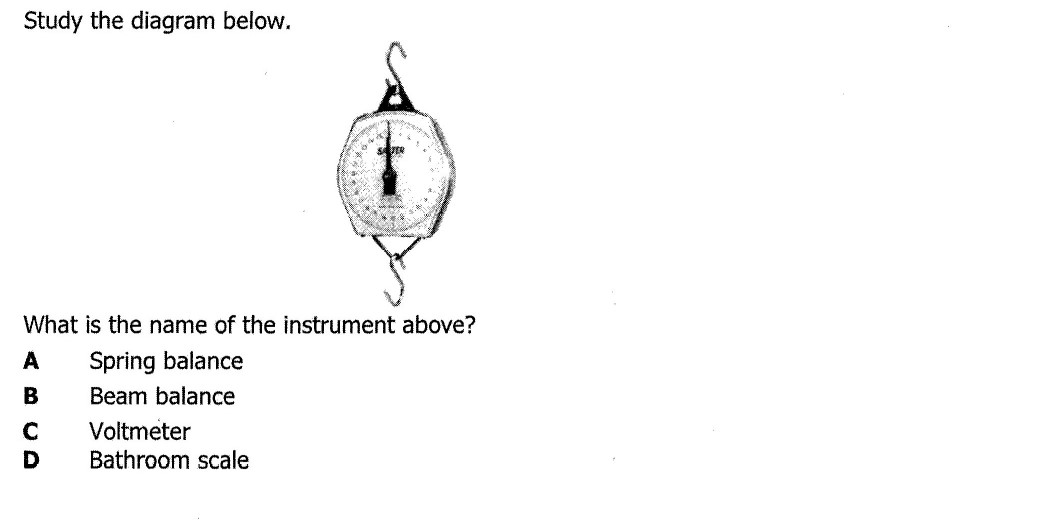 Study the diagram below.
SALTER
What is the name of the instrument above?
A Spring balance
B Beam balance
C Voltmeter
D Bathroom scale